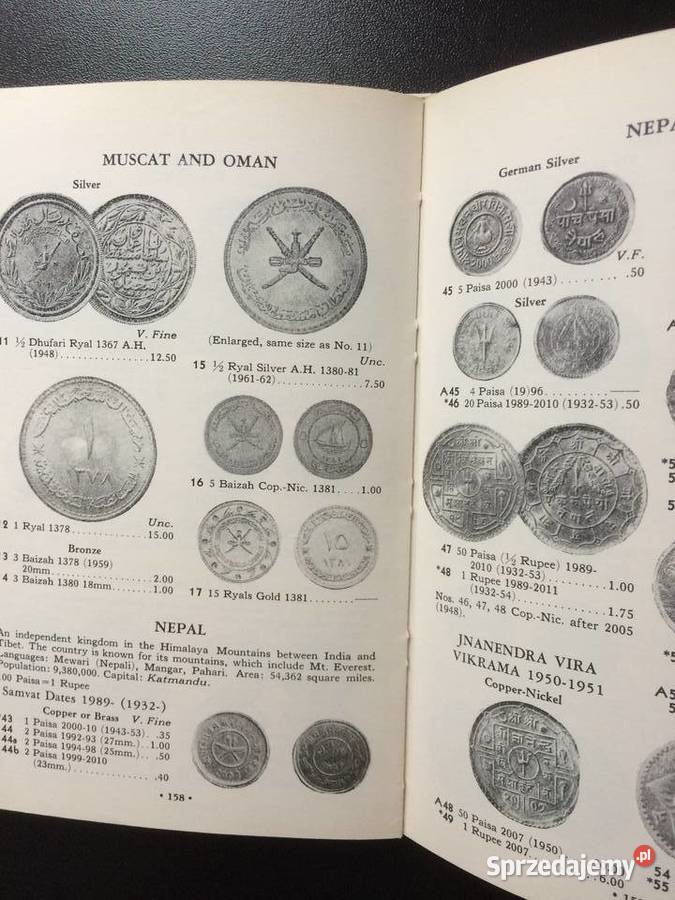 MUSCAT AND OMAN
Silver
V. Fine
11 ½ Dhufari Ryal 1367 A.H.
(1948) ............... 12.50
(Enlarged, same size as No. 11)
Unc.
15 ½ Ryal Silver A.H. 1380-81
(1961-62) ............... 7.50
16 5 Baizah Cop.-Nic. 1381 .... 1.00
Unc.
12 1 Ryal 1378 ............... 15.00
Bronze
13 3 Baizah 1378 (1959)
20mm. ............... 2.00
14 3 Baizah 1380 18mm. ....... 1.00
17 15 Ryals Gold 1381 ........ ——
NEPAL
An independent kingdom in the Himalaya Mountains between India and
Tibet. The country is known for its mountains, which include Mt. Everest.
Languages: Mewari (Nepali), Mangar, Pahari. Area: 54,362 square miles.
Population: 9,380,000. Capital: Katmandu.
100 Paisa=1 Rupee
Samvat Dates 1989- (1932-)
Copper or Brass V. Fine
*43 1 Paisa 2000-10 (1943-53) . .35
44 2 Paisa 1992-93 (27mm.) .. 1.00
44a 2 Paisa 1994-98 (25mm.) .. .50
44b 2 Paisa 1999-2010
(23mm.) ............... .40
• 158 •
NEPA
German Silver
V.F.
45 5 Paisa 2000 (1943) ........ .50
Silver
A45 4 Paisa (19)96 ........... ——
*46 20 Paisa 1989-2010 (1932-53) .50
47 50 Paisa (½ Rupee) 1989-
2010 (1932-53) ........... 1.00
*48 1 Rupee 1989-2011
(1932-54) ............... 1.75
Nos. 46, 47, 48 Cop.-Nic. after 2005
(1948).
JNANENDRA VIRA
VIKRAMA 1950-1951
Copper-Nickel
A48 50 Paisa 2007 (1950)
*49 1 Rupee 2007
6.00
54
*55
Sprzedajemy.pl